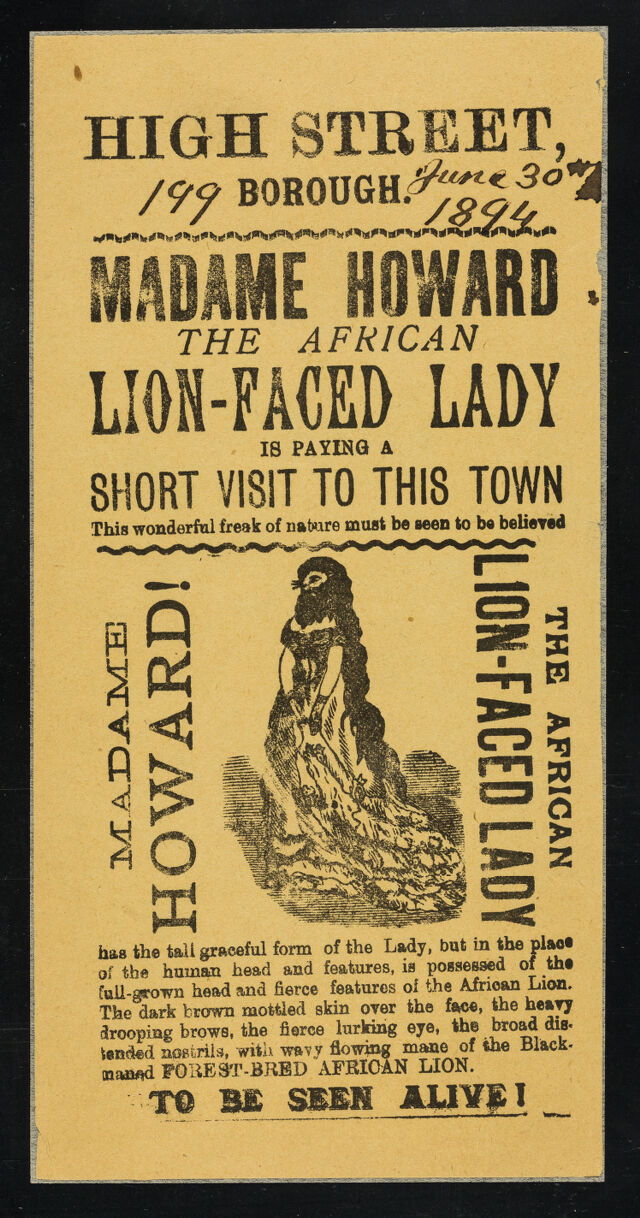 HIGH STREET,
199 BOROUGH. June 30th
1894
MADAME HOWARD
THE AFRICAN
LION-FACED LADY
IS PAYING A
SHORT VISIT TO THIS TOWN
This wonderful freak of nature must be seen to be believed
MADAME
HOWARD!
THE AFRICAN
LION-FACED LADY
has the tall graceful form of the Lady, but in the place
of the human head and features, is possessed of the
full-grown head and fierce features of the African Lion.
The dark brown mottled skin over the face, the heavy
drooping brows, the fierce lurking eye, the broad dis-
tended nostrils, with wavy flowing mane of the Black-
maned FOREST-BRED AFRICAN LION.
TO BE SEEN ALIVE!